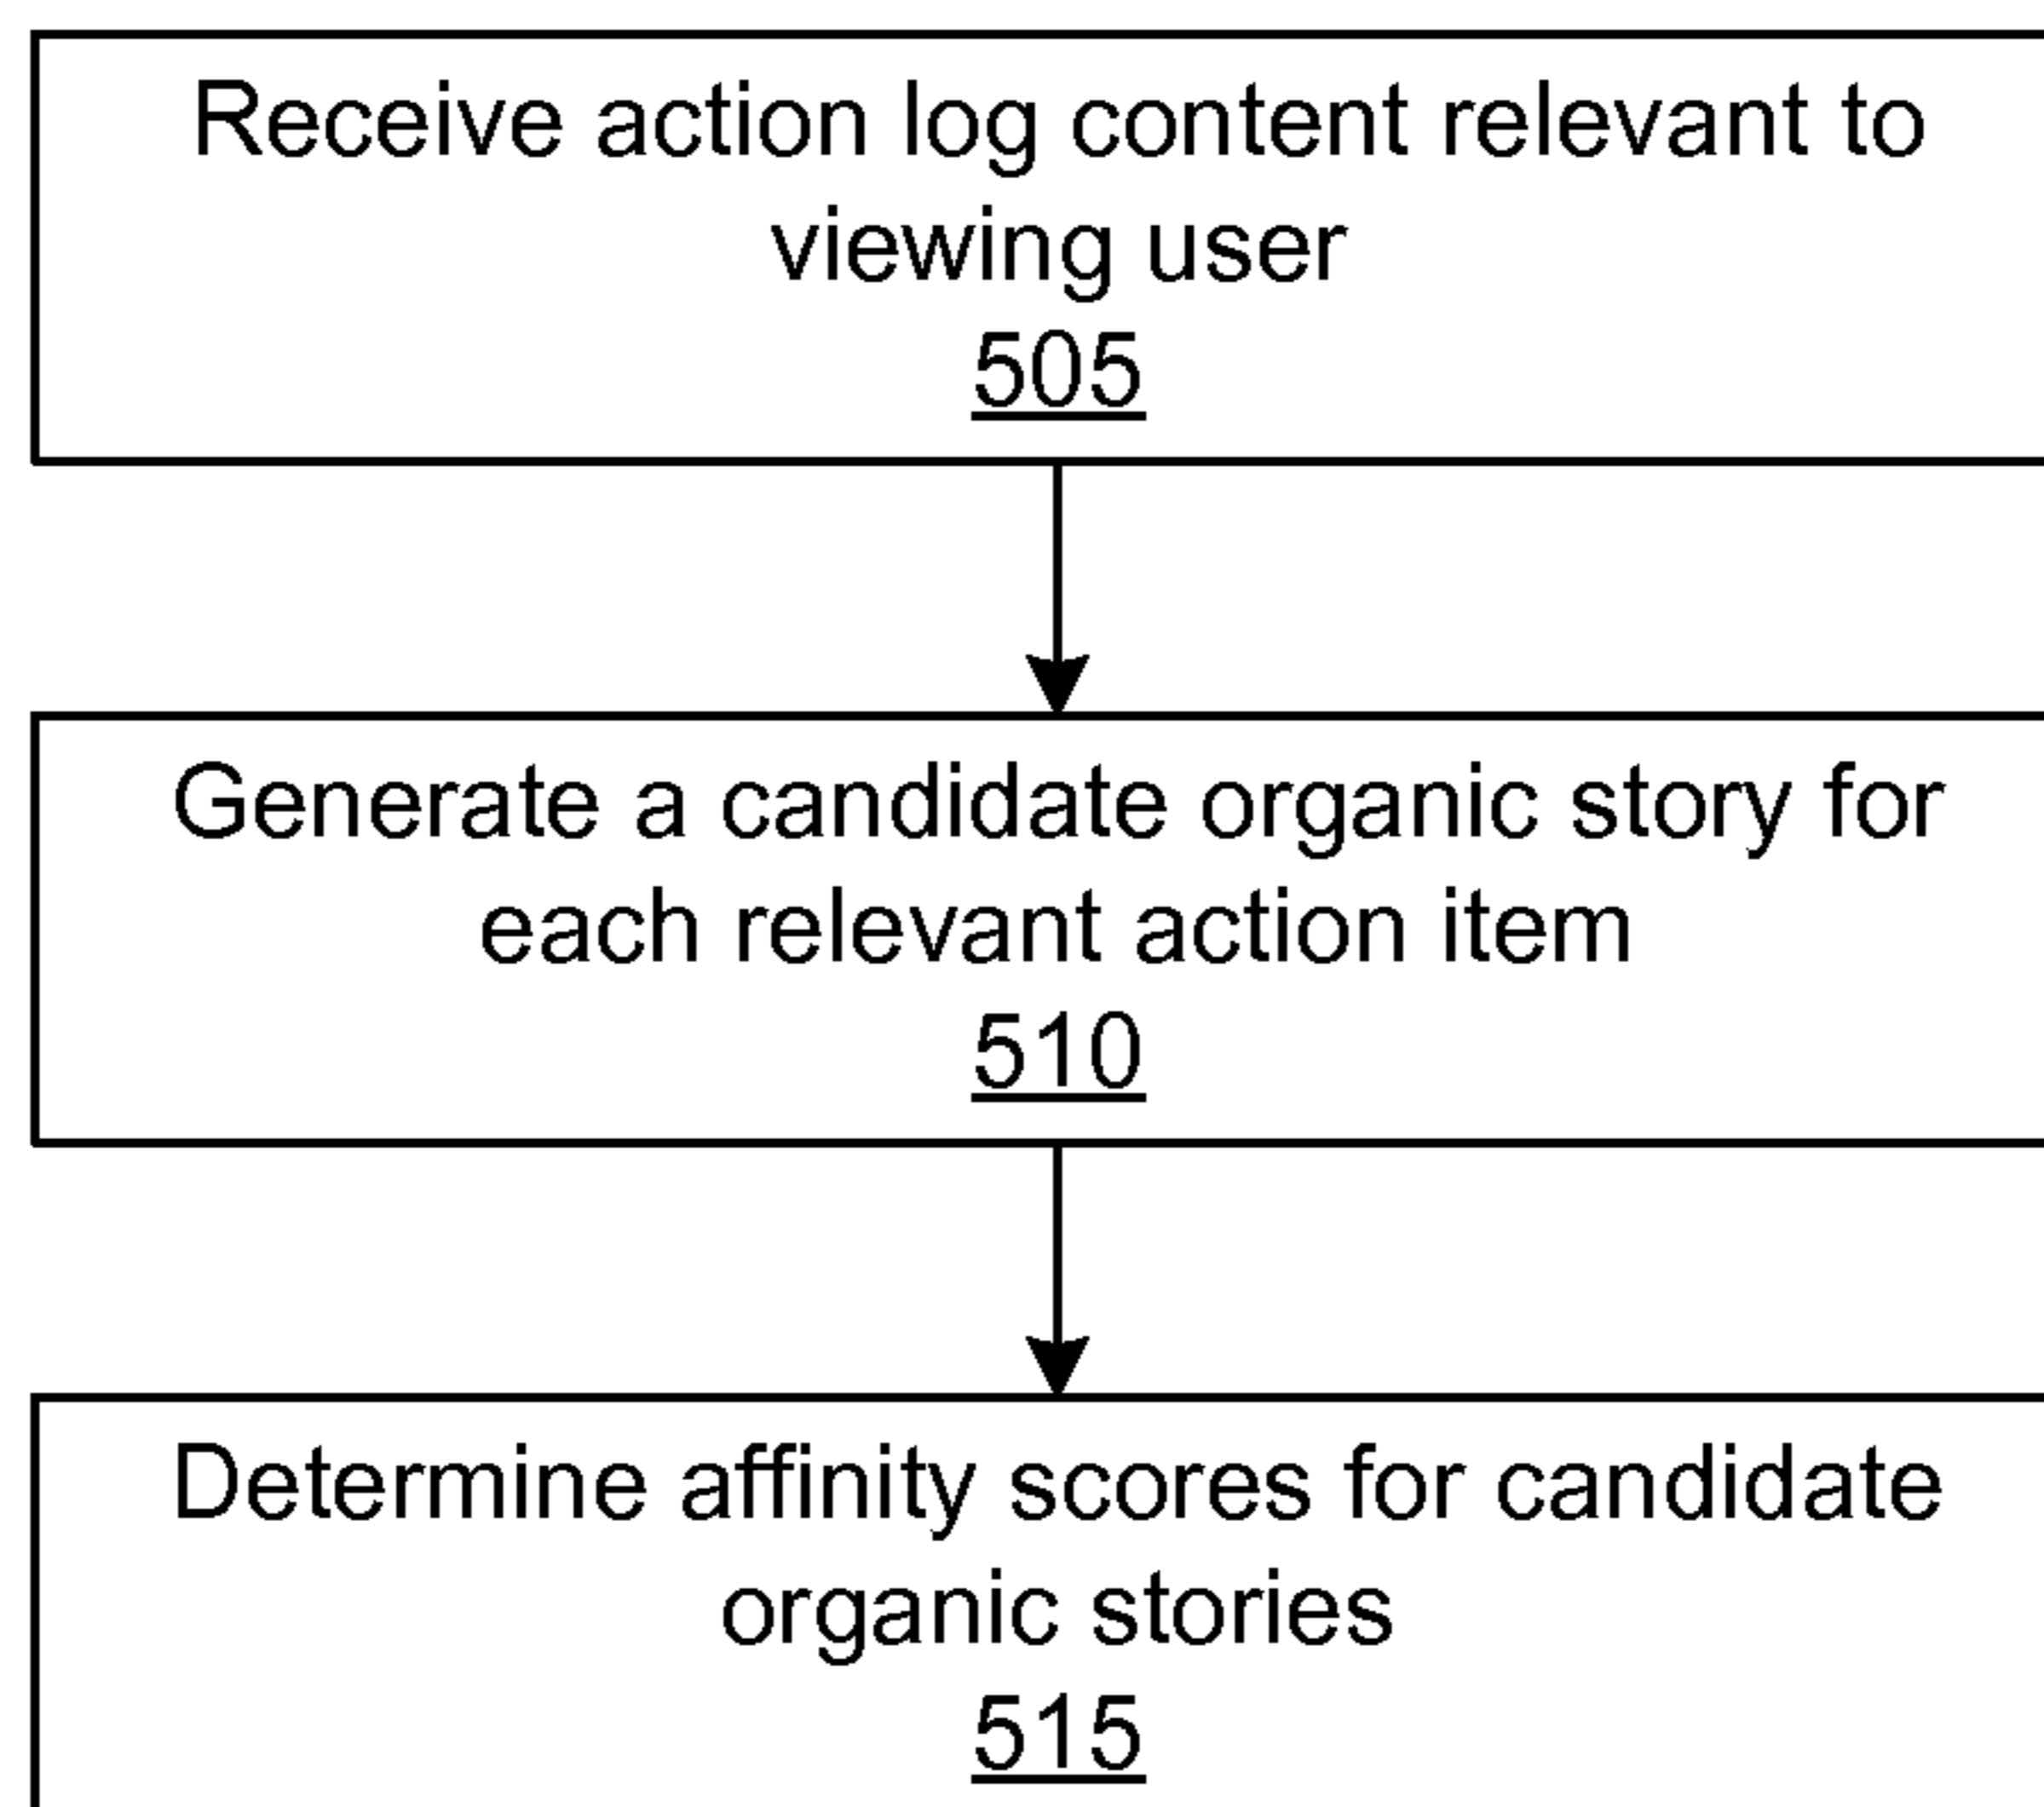 Receive action log content relevant to
viewing user
505
Generate a candidate organic story for
each relevant action item
510
Determine affinity scores for candidate
organic stories
515